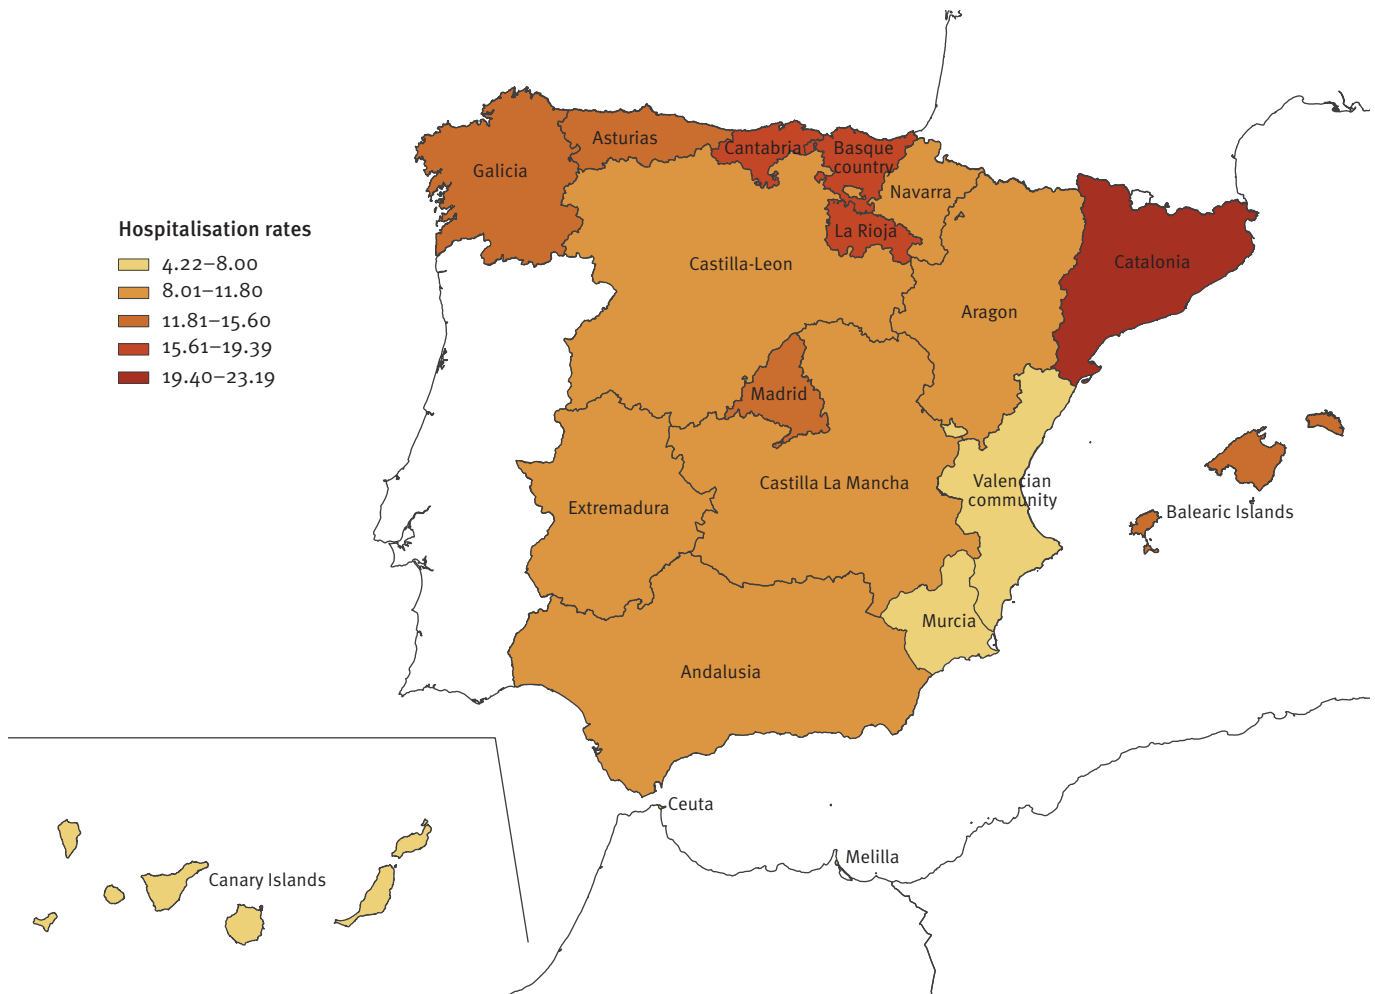 Hospitalisation rates
4.22–8.00
8.01–11.80
11.81–15.60
15.61–19.39
19.40–23.19
Asturias
Cantabria
Basque
country
Galicia
Navarra
La Rioja
Castilla-Leon
Catalonia
Aragon
Madrid
Castilla La Mancha
Valencian
community
Extremadura
Balearic Islands
Murcia
Andalusia
Ceuta
Melilla
Canary Islands